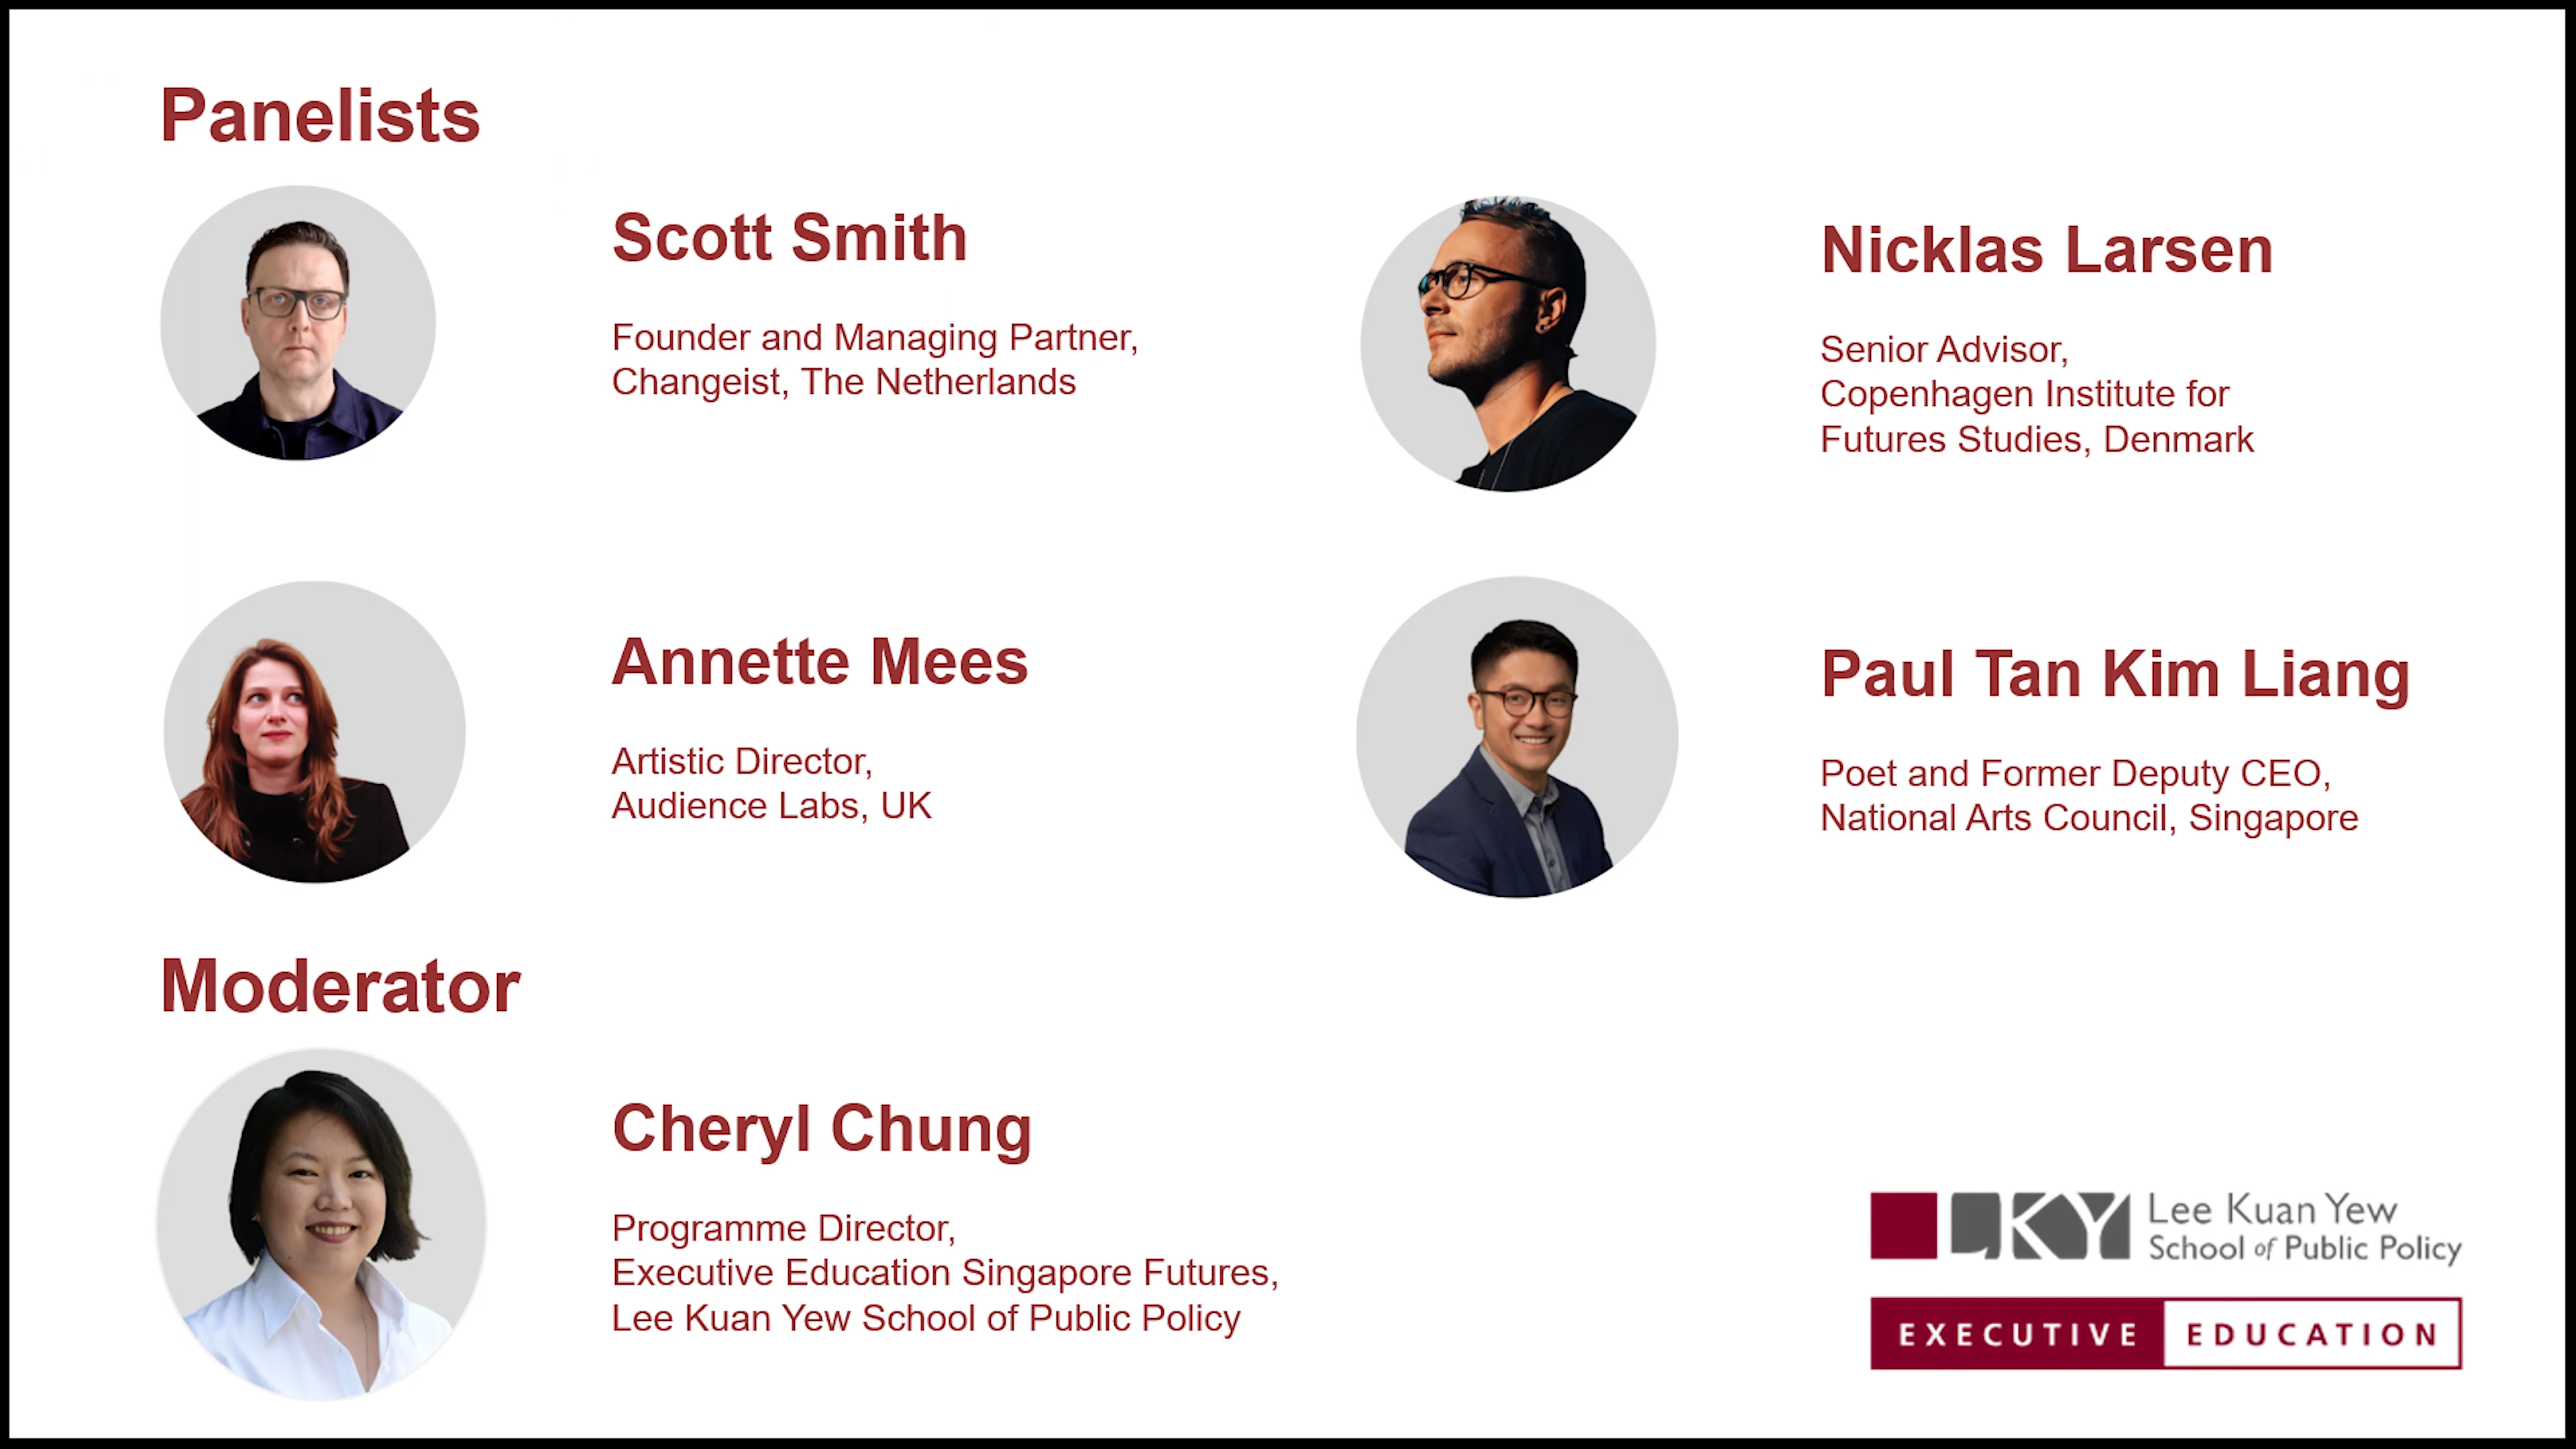 Panelists
Scott Smith
Founder and Managing Partner,
Changeist, The Netherlands
Nicklas Larsen
Senior Advisor,
Copenhagen Institute for
Futures Studies, Denmark
Annette Mees
Artistic Director,
Audience Labs, UK
Paul Tan Kim Liang
Poet and Former Deputy CEO,
National Arts Council, Singapore
Moderator
Cheryl Chung
Programme Director,
Executive Education Singapore Futures,
Lee Kuan Yew School of Public Policy
LKY
Lee Kuan Yew
School of Public Policy
EXECUTIVE EDUCATION